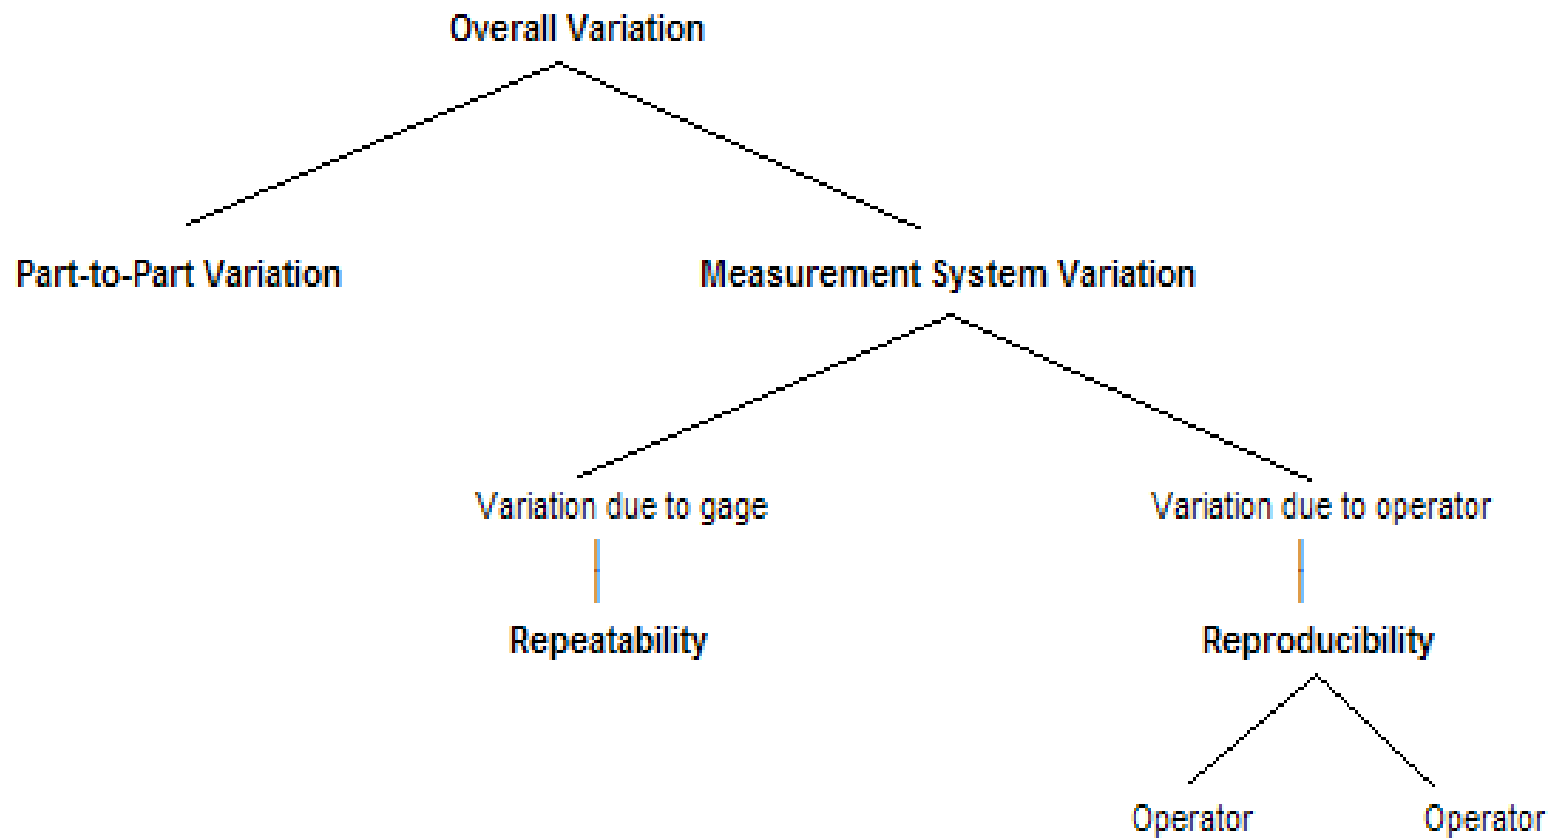 Overall Variation
Part-to-Part Variation
Measurement System Variation
Variation due to gage
Variation due to operator
Repeatability
Reproducibility
Operator
Operator